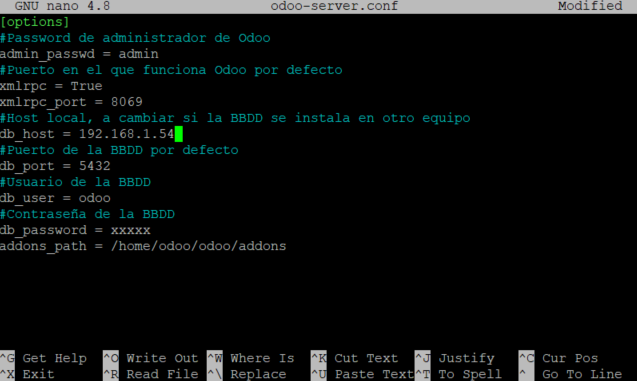 GNU nano 4.8 odoo-server.conf Modified
[options]
#Password de administrador de Odoo
admin_passwd = admin
#Puerto en el que funciona Odoo por defecto
xmlrpc = True
xmlrpc_port = 8069
#Host local, a cambiar si la BBDD se instala en otro equipo
db_host = 192.168.1.54
#Puerto de la BBDD por defecto
db_port = 5432
#Usuario de la BBDD
db_user = odoo
#Contraseña de la BBDD
db_password = xxxxx
addons_path = /home/odoo/odoo/addons
^G Get Help ^O Write Out ^W Where Is ^K Cut Text ^J Justify ^C Cur Pos
^X Exit ^R Read File ^\ Replace ^U Paste Text ^T To Spell ^_ Go To Line